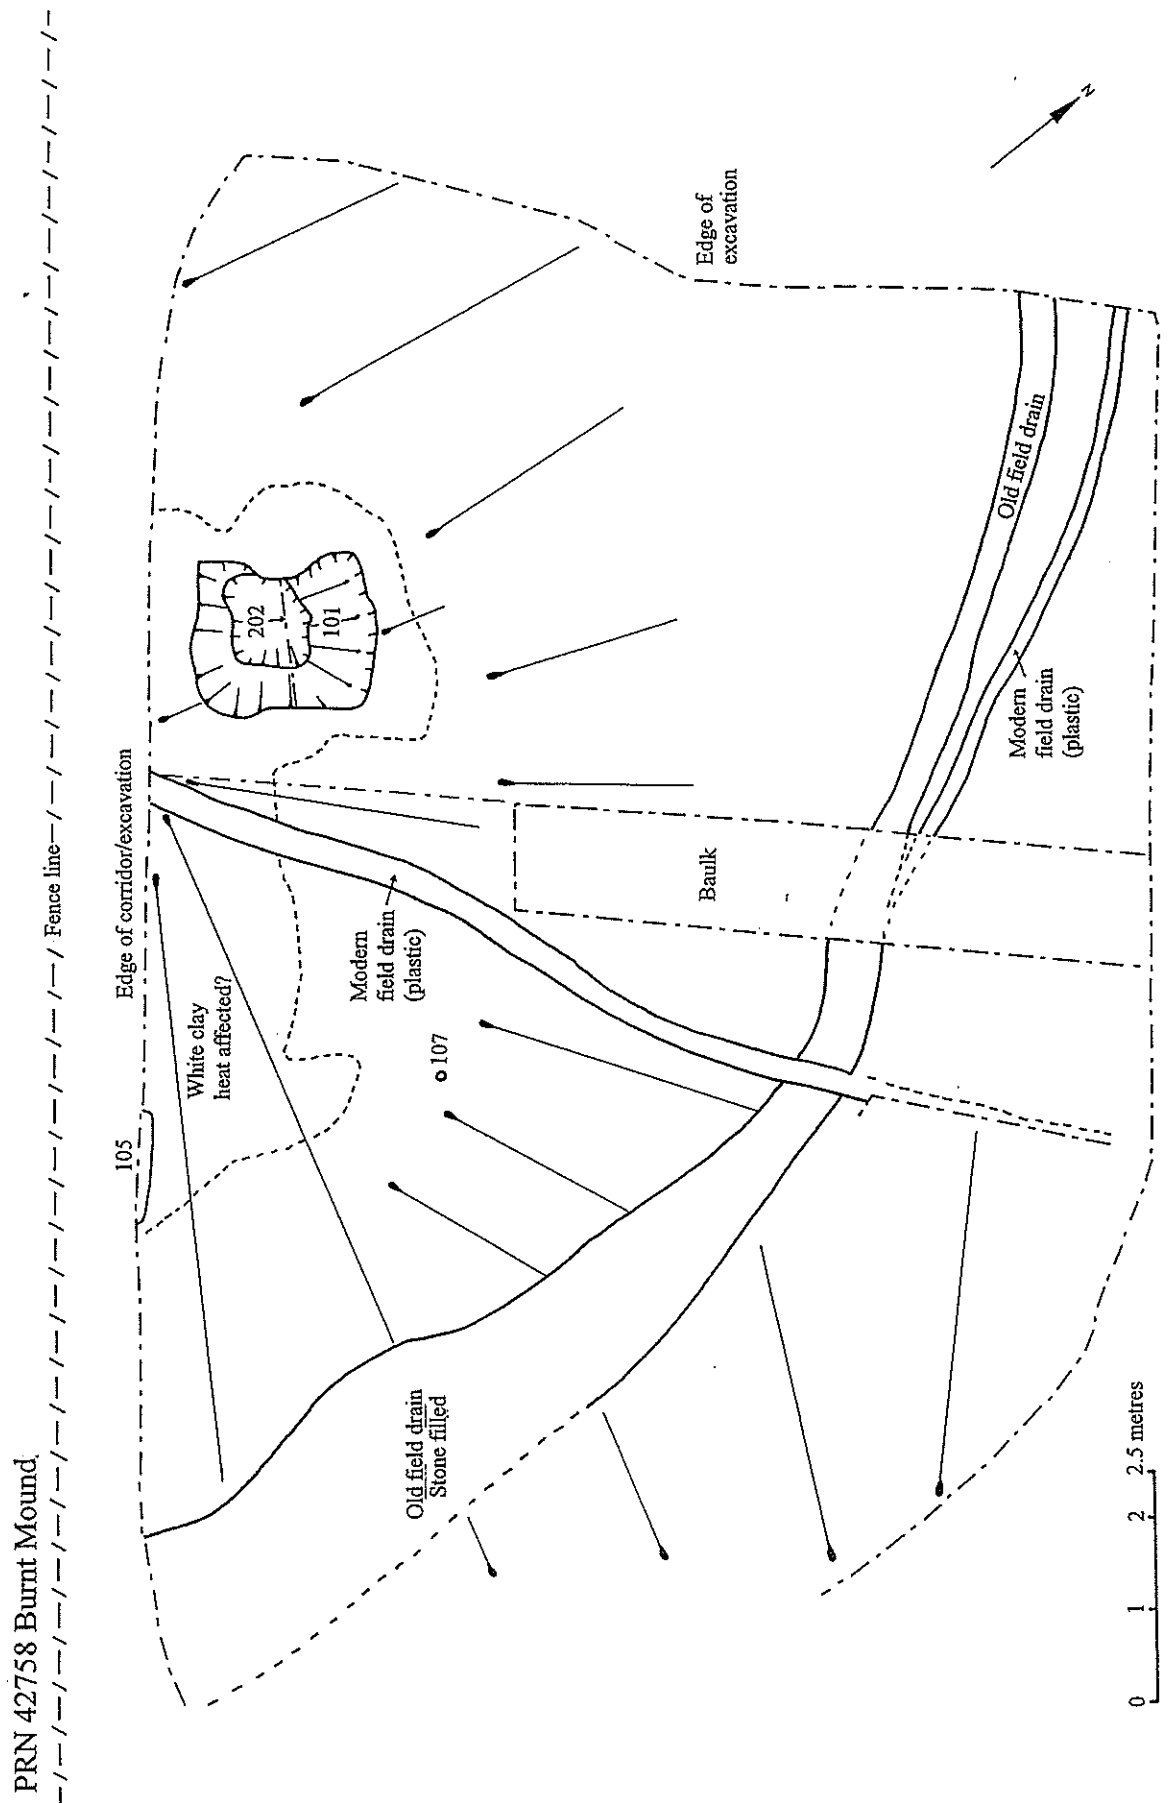 PRN 42758 Burnt Mound
Fence line
Edge of corridor/excavation
105
White clay
heat affected?
202
101
Modern
field drain
(plastic)
107
Old field drain
Stone filled
Edge of
excavation
Baulk
Old field drain
Modern
field drain
(plastic)
N
0 1 2 2.5 metres